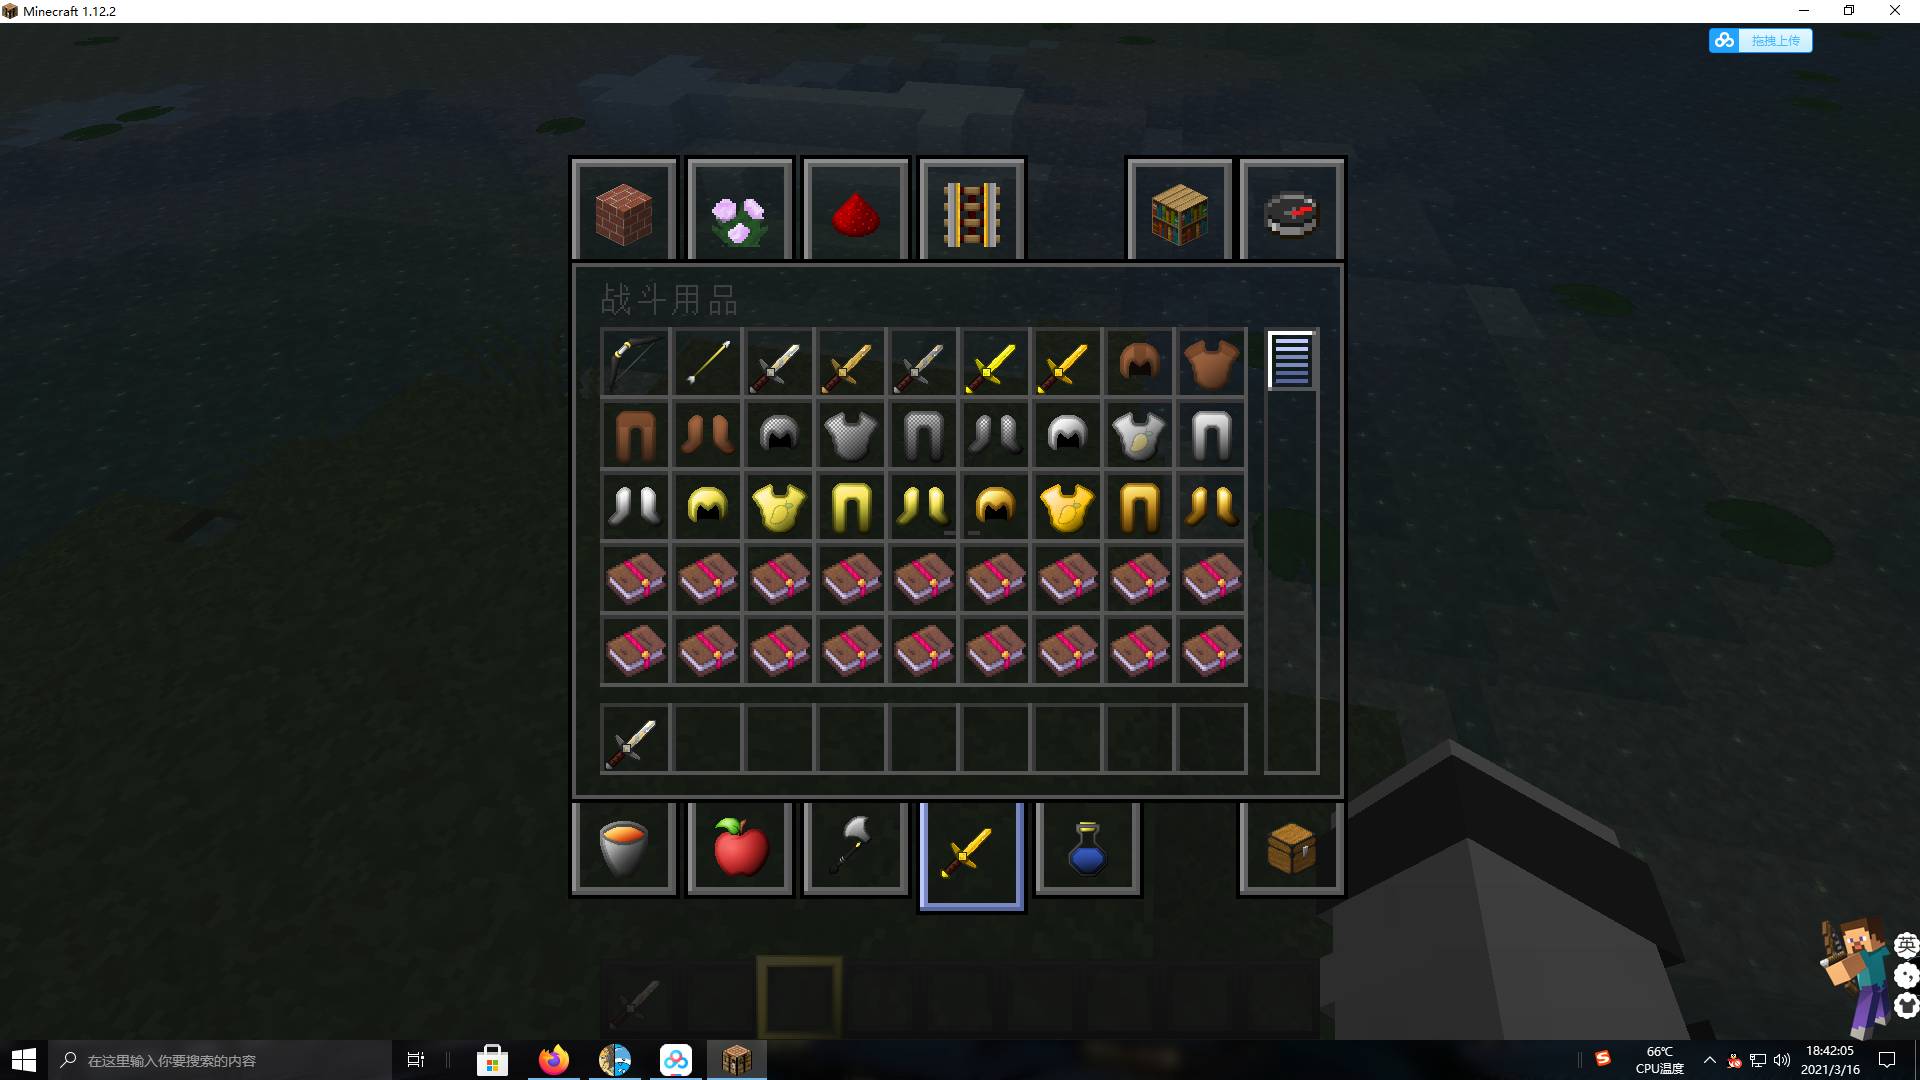 Minecraft 1.12.2
拖拽上传
战斗用品
英
在这里输入你要搜索的内容
66℃
CPU温度
18:42:05
2021/3/16